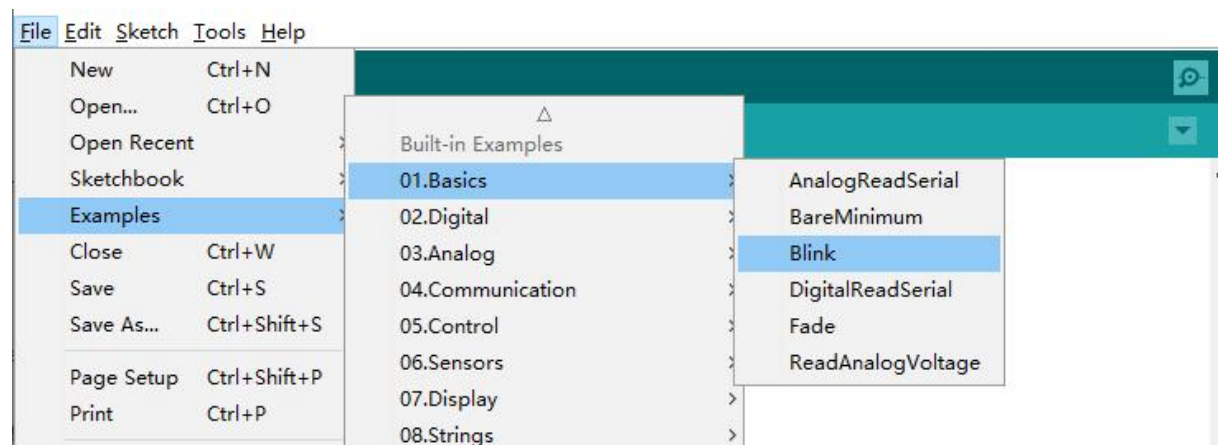 File Edit Sketch Tools Help
New Ctrl+N
Open... Ctrl+O
Open Recent
Sketchbook
Examples
Close Ctrl+W
Save Ctrl+S
Save As... Ctrl+Shift+S
Page Setup Ctrl+Shift+P
Print Ctrl+P
Built-in Examples
01.Basics
02.Digital
03.Analog
04.Communication
05.Control
06.Sensors
07.Display
08.Strings
AnalogReadSerial
BareMinimum
Blink
DigitalReadSerial
Fade
ReadAnalogVoltage